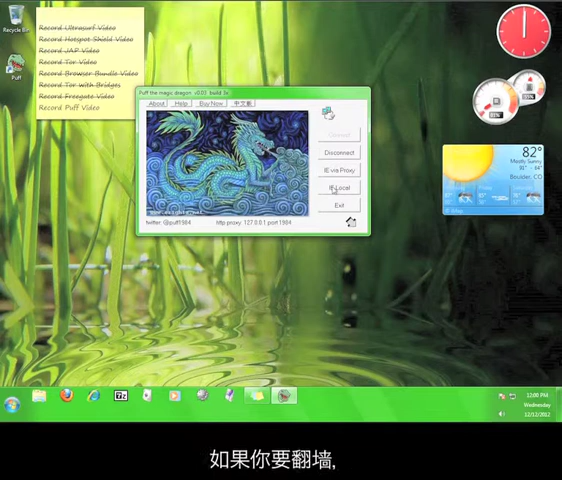 Recycle Bin
Puff
Record Ultrasurf Video
Record Hotspot Shield Video
Record JAP Video
Record Tor Video
Record Browser Bundle Video
Record Tor with Bridges
Record Freegate Video
Record Puff Video
Puff the magic dragon v0.03
About
Help
Buy Now
中文版
Connect
Disconnect
IE via Proxy
IE Local
Exit
twitter: @puff1984
http proxy: 127.0.0.1 port:1984
82°
Mostly Sunny
Boulder, CO
7z
12:00 PM
Wednesday
12/12/2012
如果你要翻墙,